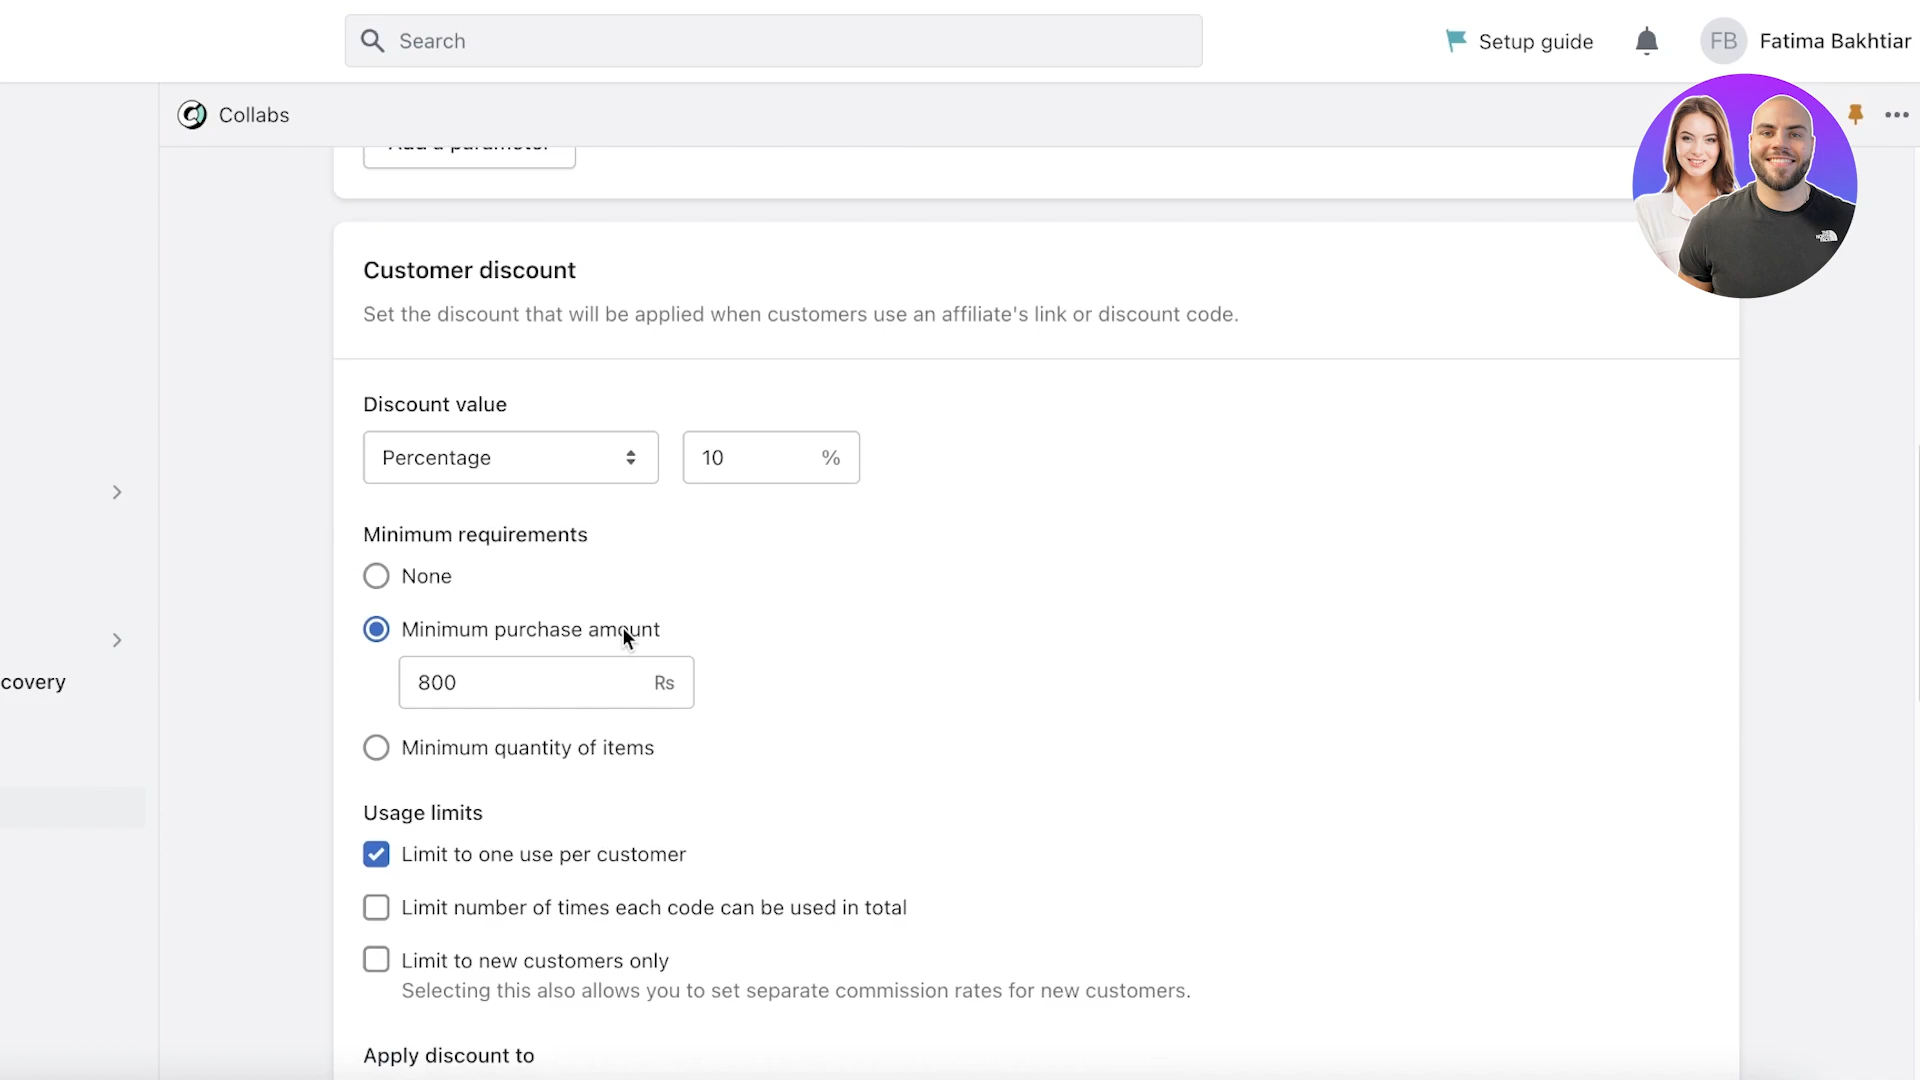 Search
Setup guide
FB
Fatima Bakhtiar
Collabs
Add a parameter
Customer discount
Set the discount that will be applied when customers use an affiliate's link or discount code.
Discount value
Percentage
10 %
Minimum requirements
None
Minimum purchase amount
800 Rs
Minimum quantity of items
covery
Usage limits
Limit to one use per customer
Limit number of times each code can be used in total
Limit to new customers only
Selecting this also allows you to set separate commission rates for new customers.
Apply discount to